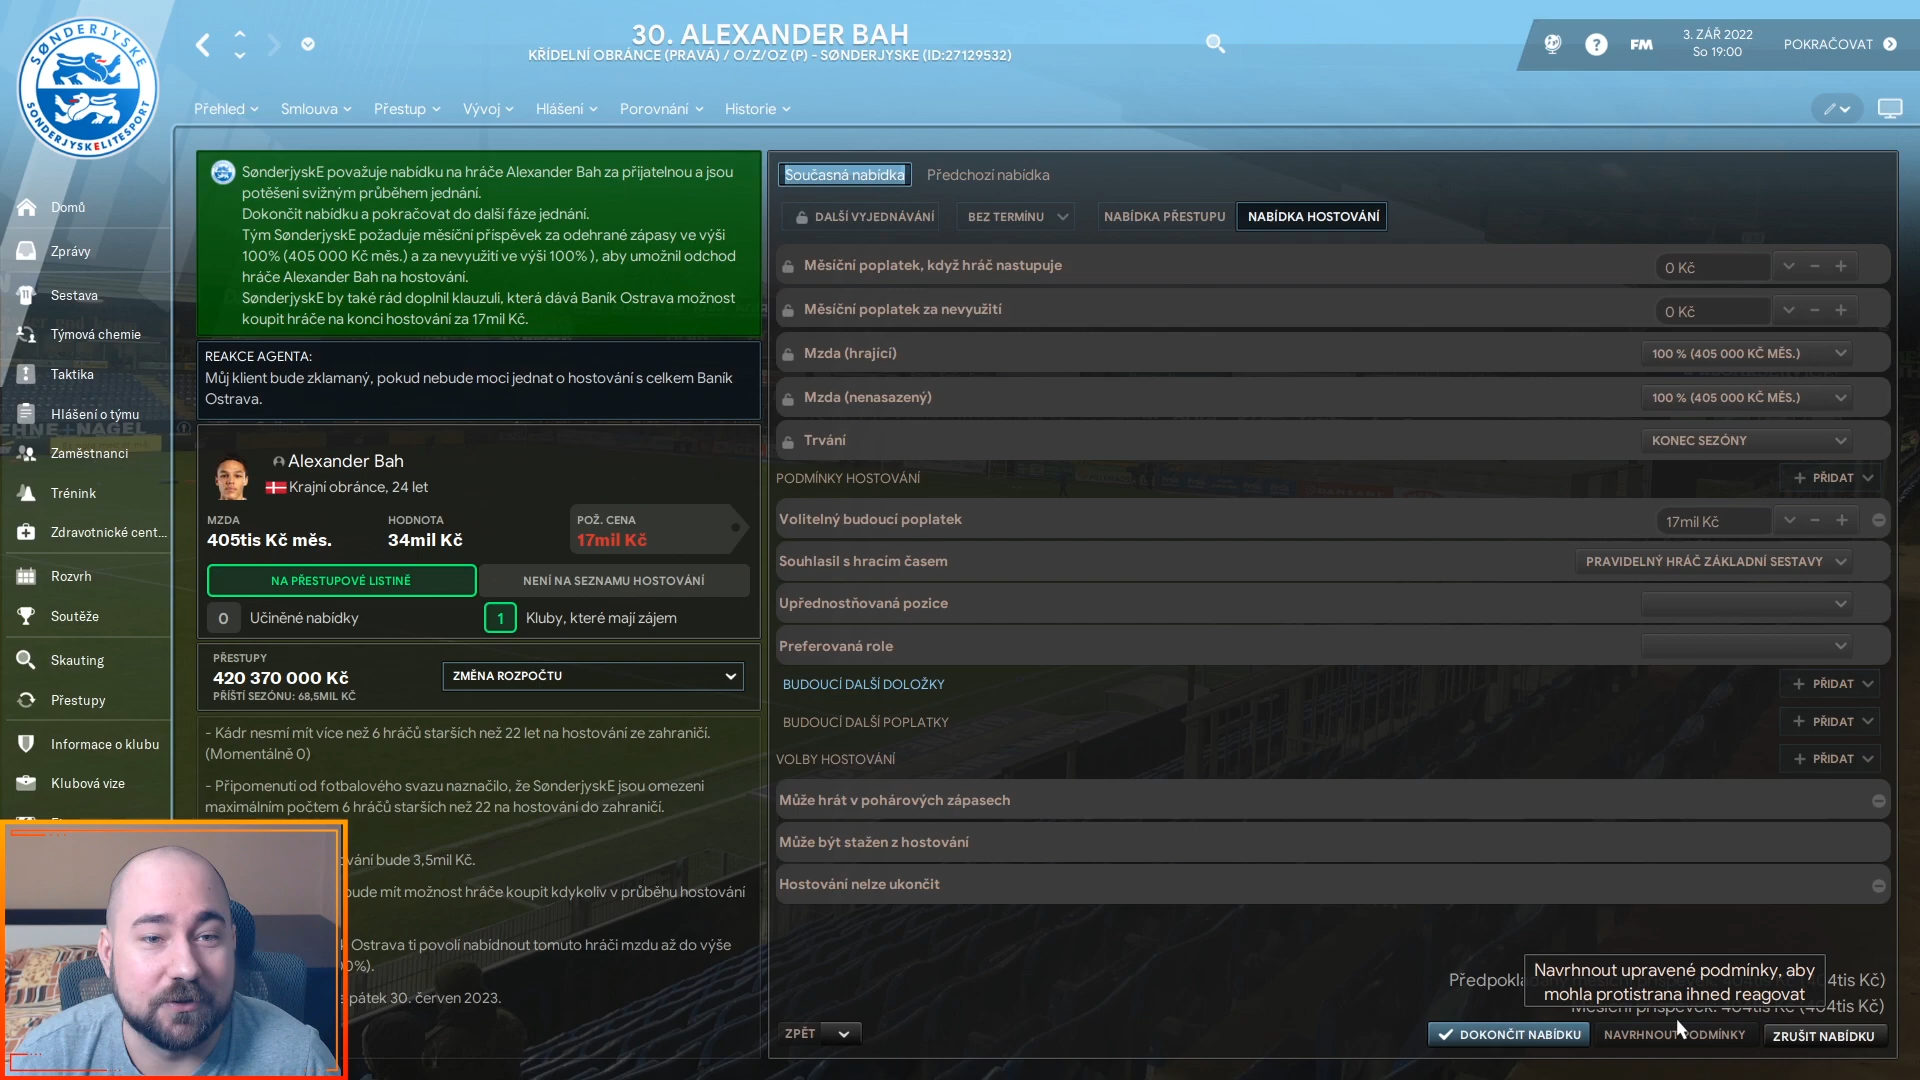 SØNDERJYSKE
SONDERJYSKELITESPORT
30. ALEXANDER BAH
KŘÍDELNÍ OBRÁNCE (PRAVÁ) / O/Z/OZ (P) - SØNDERJYSKE (ID:27129532)
FM
3. ZÁŘ 2022
So 19:00
POKRAČOVAT
Přehled
Smlouva
Přestup
Vývoj
Hlášení
Porovnání
Historie
Domů
Zprávy
Sestava
Týmová chemie
Taktika
Hlášení o týmu
Zaměstnanci
Trénink
Zdravotnické cent...
Rozvrh
Soutěže
Skauting
Přestupy
Informace o klubu
Klubová vize
SønderjyskE považuje nabídku na hráče Alexander Bah za přijatelnou a jsou
potěšeni svižným průběhem jednání.
Dokončit nabídku a pokračovat do další fáze jednání.
Tým SønderjyskE požaduje měsíční příspěvek za odehrané zápasy ve výši
100% (405 000 Kč měs.) a za nevyužití ve výši 100% ), aby umožnil odchod
hráče Alexander Bah na hostování.
SønderjyskE by také rád doplnil klauzuli, která dává Baník Ostrava možnost
koupit hráče na konci hostování za 17mil Kč.
REAKCE AGENTA:
Můj klient bude zklamaný, pokud nebude moci jednat o hostování s celkem Baník
Ostrava.
Alexander Bah
Krajní obránce, 24 let
MZDA
405tis Kč měs.
HODNOTA
34mil Kč
POŽ. CENA
17mil Kč
NA PŘESTUPOVÉ LISTINĚ
NENÍ NA SEZNAMU HOSTOVÁNÍ
0 Učiněné nabídky
1 Kluby, které mají zájem
PŘESTUPY
420 370 000 Kč
PŘÍŠTÍ SEZÓNU: 68,5MIL KČ
ZMĚNA ROZPOČTU
- Kádr nesmí mít více než 6 hráčů starších než 22 let na hostování ze zahraničí.
(Momentálně 0)
- Připomenutí od fotbalového svazu naznačilo, že SønderjyskE jsou omezeni
maximálním počtem 6 hráčů starších než 22 na hostování do zahraničí.
ování bude 3,5mil Kč.
bude mít možnost hráče koupit kdykoliv v průběhu hostování
Ostrava ti povolí nabídnout tomuto hráči mzdu až do výše
pátek 30. červen 2023.
Současná nabídka
Předchozí nabídka
DALŠÍ VYJEDNÁVÁNÍ
BEZ TERMÍNU
NABÍDKA PŘESTUPU
NABÍDKA HOSTOVÁNÍ
Měsíční poplatek, když hráč nastupuje
0 Kč
Měsíční poplatek za nevyužití
0 Kč
Mzda (hrající)
100 % (405 000 KČ MĚS.)
Mzda (nenasazený)
100 % (405 000 KČ MĚS.)
Trvání
KONEC SEZÓNY
PODMÍNKY HOSTOVÁNÍ
PŘIDAT
Volitelný budoucí poplatek
17mil Kč
Souhlasil s hracím časem
PRAVIDELNÝ HRÁČ ZÁKLADNÍ SESTAVY
Upřednostňovaná pozice
Preferovaná role
BUDOUCÍ DALŠÍ DOLOŽKY
PŘIDAT
BUDOUCÍ DALŠÍ POPLATKY
PŘIDAT
VOLBY HOSTOVÁNÍ
PŘIDAT
Může hrát v pohárových zápasech
Může být stažen z hostování
Hostování nelze ukončit
Navrhnout upravené podmínky, aby
mohla protistrana ihned reagovat
ZPĚT
DOKONČIT NABÍDKU
NAVRHNOUT PODMÍNKY
ZRUŠIT NABÍDKU